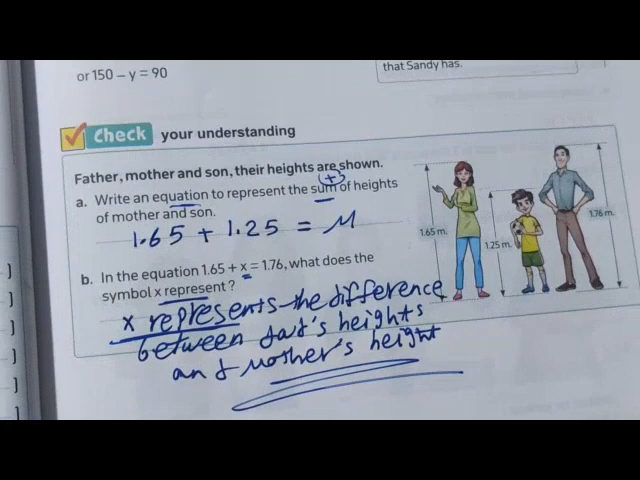 or 150 – y = 90
that Sandy has.
Check your understanding
Father, mother and son, their heights are shown.
(+)
a. Write an equation to represent the sum of heights
of mother and son.
1.65 + 1.25 = M
b. In the equation 1.65 + x = 1.76, what does the
symbol x represent?
x represents the difference
between dad's heights
and Mother's height
1.65 m.
1.25 m.
1.76 m.
]
]
]
]
]
]